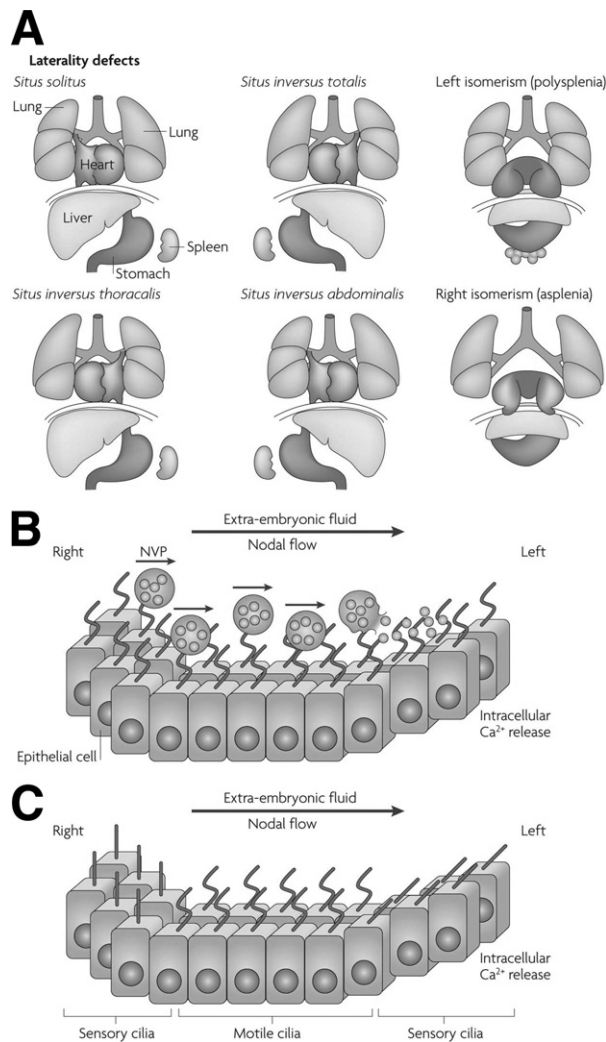 A
Laterality defects
Situs solitus
Situs inversus totalis
Left isomerism (polysplenia)
Lung
Lung
Heart
Liver
Spleen
Stomach
Situs inversus thoracalis
Situs inversus abdominalis
Right isomerism (asplenia)
B
Extra-embryonic fluid
Right
NVP
Nodal flow
Left
Epithelial cell
Intracellular
Ca²⁺ release
C
Extra-embryonic fluid
Right
Nodal flow
Left
Intracellular
Ca²⁺ release
Sensory cilia
Motile cilia
Sensory cilia